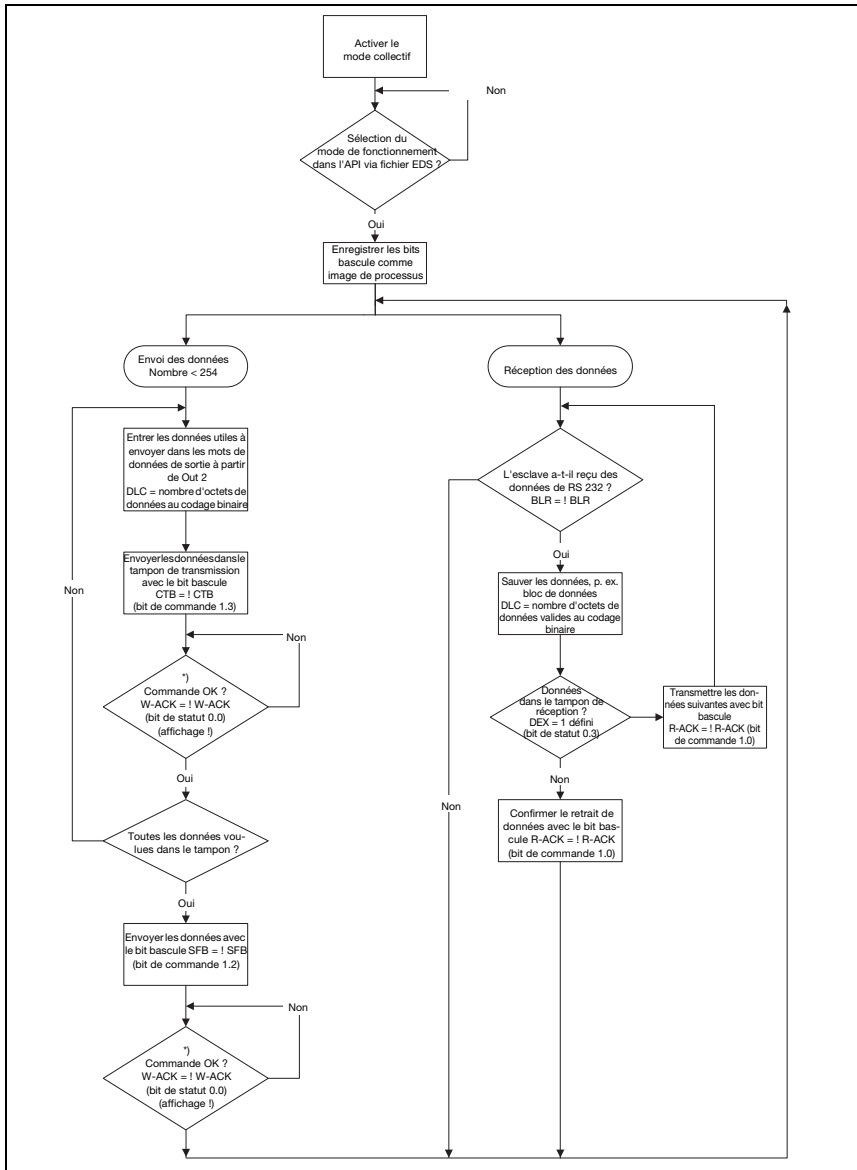 Activer le
mode collectif
Non
Sélection du
mode de fonctionnement
dans l'API via fichier EDS ?
Oui
Enregistrer les bits
bascule comme
image de processus
Envoi des données
Nombre < 254
Entrer les données utiles à
envoyer dans les mots de
données de sortie à partir
de Out 2
DLC = nombre d'octets de
données au codage binaire
Envoyer les données dans le
tampon de transmission
avec le bit bascule
CTB = ! CTB
(bit de commande 1.3)
Non
Non
*)
Commande OK ?
W-ACK = ! W-ACK
(bit de statut 0.0)
(affichage !)
Oui
Toutes les données vou-
lues dans le tampon ?
Oui
Envoyer les données avec
le bit bascule SFB = ! SFB
(bit de commande 1.2)
Non
*)
Commande OK ?
W-ACK = ! W-ACK
(bit de statut 0.0)
(affichage !)
Réception des données
L'esclave a-t-il reçu des
données de RS 232 ?
BLR = ! BLR
Oui
Sauver les données, p. ex.
bloc de données
DLC = nombre d'octets de
données valides au codage
binaire
Données
dans le tampon de
réception ?
DEX = 1 défini
(bit de statut 0.3)
Transmettre les don-
nées suivantes avec bit
bascule
R-ACK = ! R-ACK (bit
de commande 1.0)
Non
Non
Confirmer le retrait de
données avec le bit bas-
cule R-ACK = ! R-ACK
(bit de commande 1.0)